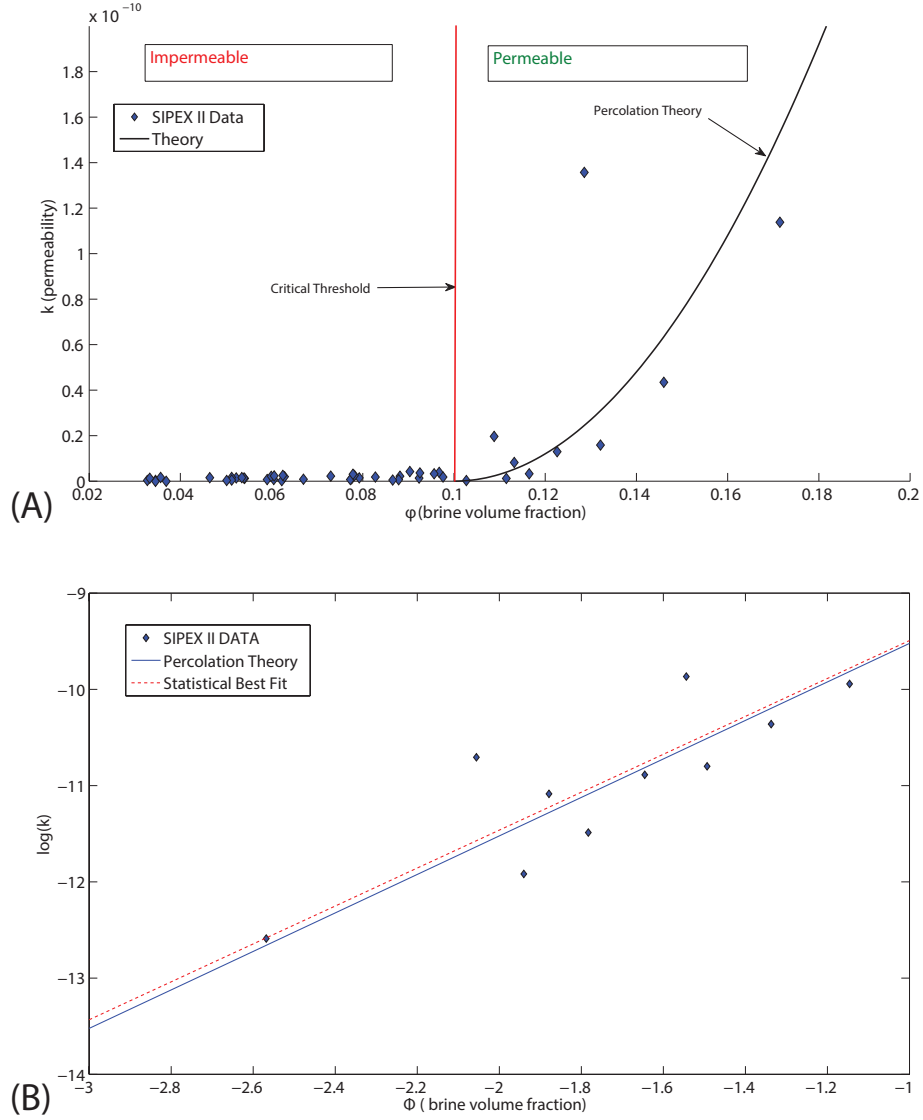 x 10⁻¹⁰
Impermeable
Permeable
1.8
1.6
1.4
1.2
1
0.8
0.6
0.4
0.2
0
k (permeability)
SIPEX II Data
Theory
Percolation Theory
Critical Threshold
0.02 0.04 0.06 0.08 0.1 0.12 0.14 0.16 0.18 0.2
φ (brine volume fraction)
(A)
−9
−10
−11
−12
−13
−14
log(k)
SIPEX II DATA
Percolation Theory
Statistical Best Fit
−3 −2.8 −2.6 −2.4 −2.2 −2 −1.8 −1.6 −1.4 −1.2 −1
Φ ( brine volume fraction)
(B)